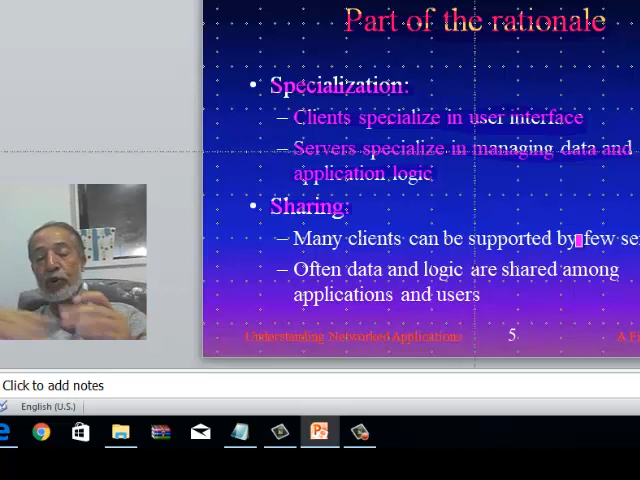 Part of the rationale
• Specialization:
– Clients specialize in user interface
– Servers specialize in managing data and
application logic
• Sharing:
– Many clients can be supported by few
– Often data and logic are shared among
applications and users
Understanding Networked Applications
5
Click to add notes
English (U.S.)